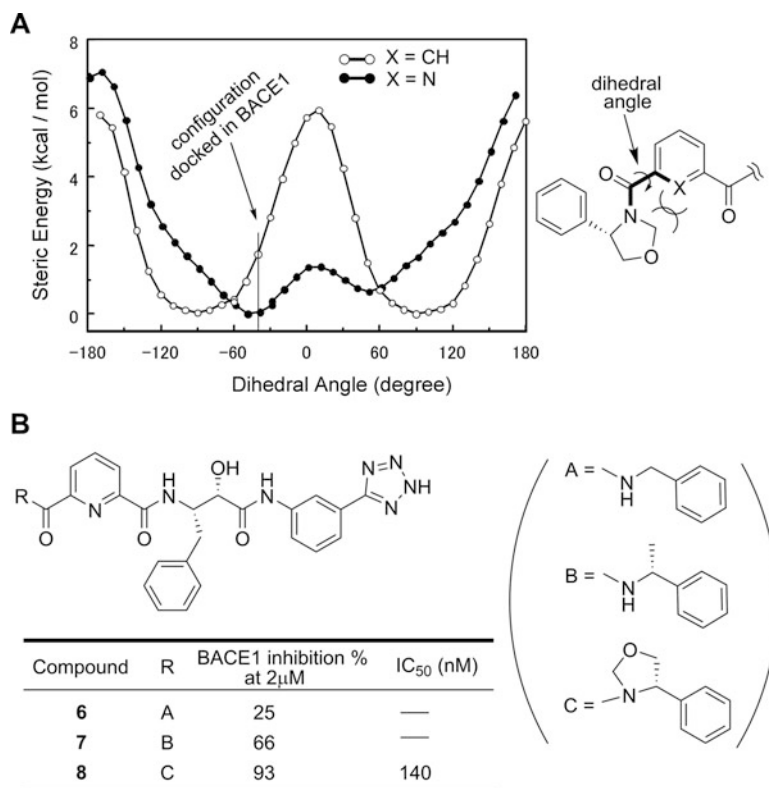 A
8
6
4
2
0
Steric Energy (kcal / mol)
−180
−120
−60
0
60
120
180
Dihedral Angle (degree)
X = CH
X = N
configuration
docked in BACE1
dihedral
angle
O
N
X
O
O
B
R
O
N
O
H
N
OH
O
H
N
N
N
N
NH
Compound R BACE1 inhibition % at 2μM IC50 (nM)
6 A 25 —
7 B 66 —
8 C 93 140
A =
N
H
B =
N
H
C =
O
N